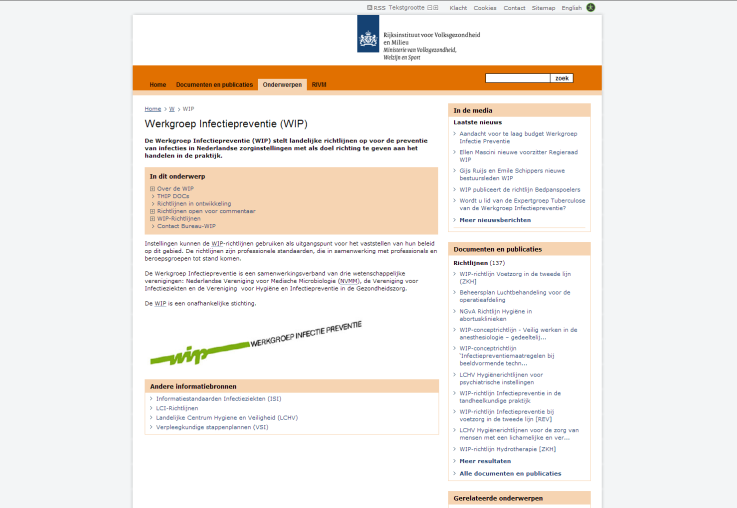 RSS Tekstgrootte Klacht Cookies Contact Sitemap English
Rijksinstituut voor Volksgezondheid
en Milieu
Ministerie van Volksgezondheid,
Welzijn en Sport
Home Documenten en publicaties Onderwerpen RIVM zoek
Home > W > WIP
Werkgroep Infectiepreventie (WIP)
De Werkgroep Infectiepreventie (WIP) stelt landelijke richtlijnen op voor de preventie
van infecties in Nederlandse zorginstellingen met als doel richting te geven aan het
handelen in de praktijk.
In dit onderwerp
Over de WIP
THIP DOCs
Richtlijnen in ontwikkeling
Richtlijnen open voor commentaar
WIP-Richtlijnen
Contact Bureau-WIP
Instellingen kunnen de WIP-richtlijnen gebruiken als uitgangspunt voor het vaststellen van hun beleid
op dit gebied. De richtlijnen zijn professionele standaarden, die in samenwerking met professionals en
beroepsgroepen tot stand komen.
De Werkgroep Infectiepreventie is een samenwerkingsverband van drie wetenschappelijke
verenigingen: Nederlandse Vereniging voor Medische Microbiologie (NVMM), de Vereniging voor
Infectieziekten en de Vereniging voor Hygiëne en Infectiepreventie in de Gezondheidszorg.
De WIP is een onafhankelijke stichting.
wip WERKGROEP INFECTIE PREVENTIE
Andere informatiebronnen
Informatiestandaarden Infectieziekten (ISI)
LCI-Richtlijnen
Landelijke Centrum Hygiene en Veiligheid (LCHV)
Verpleegkundige stappenplannen (VSI)
In de media
Laatste nieuws
Aandacht voor te laag budget Werkgroep
Infectie Preventie
Ellen Mascini nieuwe voorzitter Regieraad
WIP
Gijs Ruijs en Emile Schippers nieuwe
bestuursleden WIP
WIP publiceert de richtlijn Bedpanspoelers
Wordt u lid van de Expertgroep Tuberculose
van de Werkgroep Infectiepreventie?
Meer nieuwsberichten
Documenten en publicaties
Richtlijnen (137)
WIP-richtlijn Voetzorg in de tweede lijn
[ZKH]
Beheersplan Luchtbehandeling voor de
operatieafdeling
NGvA Richtlijn Hygiëne in
abortusklinieken
WIP-conceptrichtlijn - Veilig werken in de
anesthesiologie – gedeeltelij...
WIP-conceptrichtlijn
"Infectiepreventiemaatregelen bij
beeldvormende techn...
LCHV Hygiënerichtlijnen voor
psychiatrische instellingen
WIP-richtlijn Infectiepreventie in de
tandheelkundige praktijk
WIP-richtlijn Infectiepreventie bij
voetzorg in de tweede lijn [REV]
LCHV Hygiënerichtlijnen voor de zorg van
mensen met een lichamelijke en ver...
WIP-richtlijn Hydrotherapie [ZKH]
Meer resultaten
Alle documenten en publicaties
Gerelateerde onderwerpen